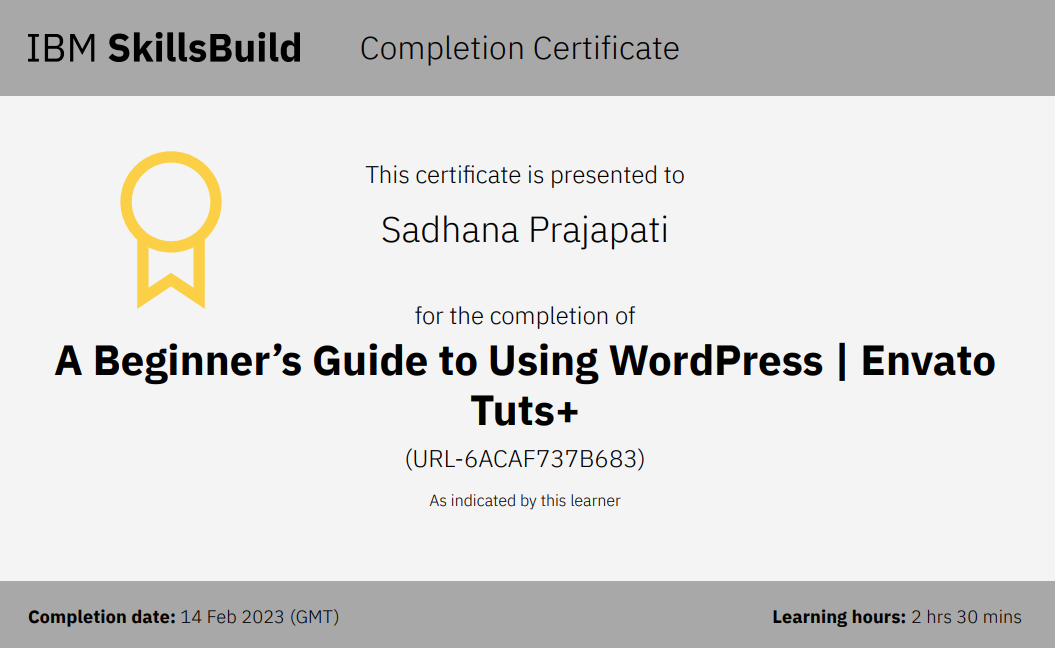 IBM SkillsBuild Completion Certificate
This certificate is presented to
Sadhana Prajapati
for the completion of
A Beginner’s Guide to Using WordPress | Envato
Tuts+
(URL-6ACAF737B683)
As indicated by this learner
Completion date: 14 Feb 2023 (GMT) Learning hours: 2 hrs 30 mins